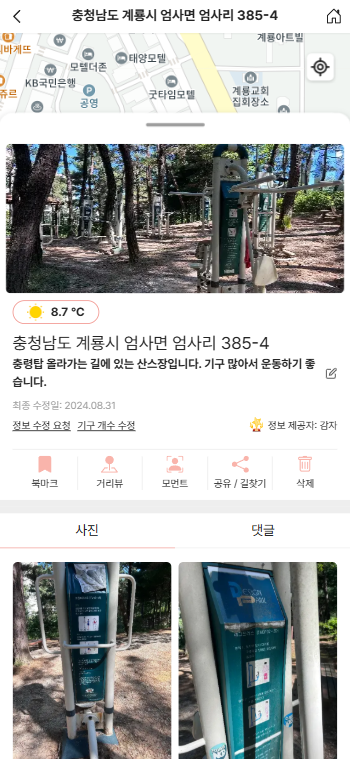 충청남도 계룡시 엄사면 엄사리 385-4
계룡아트빌
리바게뜨
태양모텔
모텔더존
KB국민은행
쥬르
공영
굿타임모텔
계룡교회
집회장소
8.7 ℃
충청남도 계룡시 엄사면 엄사리 385-4
충령탑 올라가는 길에 있는 산스장입니다. 기구 많아서 운동하기 좋
습니다.
최종 수정일: 2024.08.31
정보 수정 요청 기구 개수 수정
정보 제공자: 감자
북마크 거리뷰 모먼트 공유 / 길찾기 삭제
사진 댓글